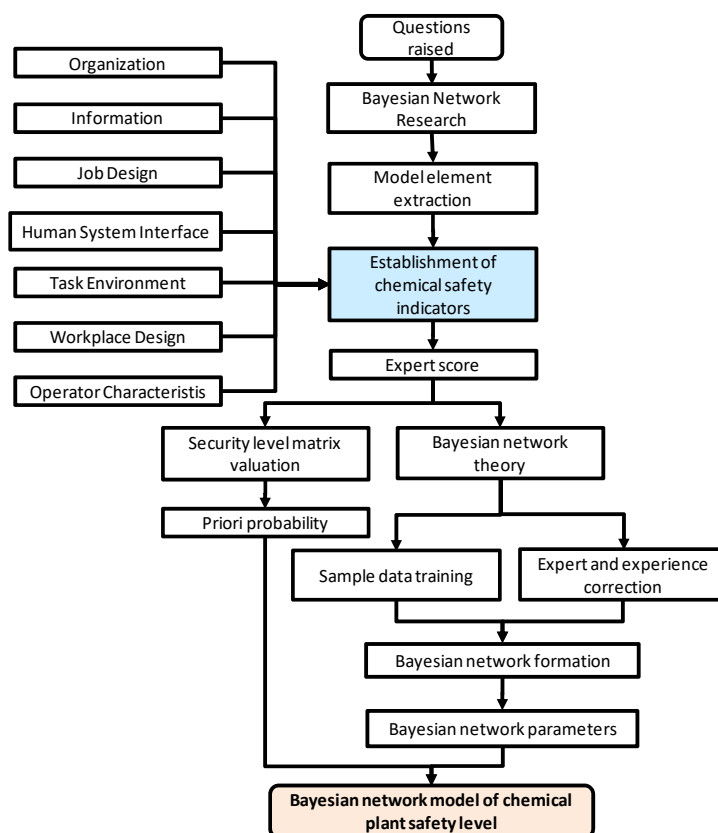 Questions
raised
Organization
Bayesian Network
Research
Information
Job Design
Model element
extraction
Human System Interface
Task Environment
Establishment of
chemical safety
indicators
Workplace Design
Expert score
Operator Characteristis
Security level matrix
valuation
Bayesian network
theory
Priori probability
Sample data training
Expert and experience
correction
Bayesian network formation
Bayesian network parameters
Bayesian network model of chemical
plant safety level